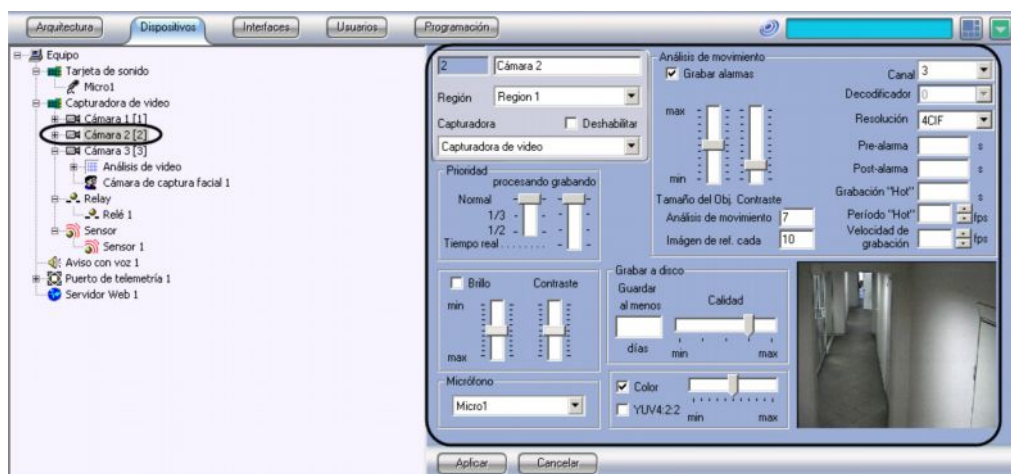 Arquitectura
Dispositivos
Interfaces
Usuarios
Programación
Equipo
Tarjeta de sonido
Micro1
Capturadora de video
Cámara 1 [1]
Cámara 2 [2]
Cámara 3 [3]
Análisis de video
Cámara de captura facial 1
Relay
Relé 1
Sensor
Sensor 1
Aviso con voz 1
Puerto de telemetría 1
Servidor Web 1
2
Cámara 2
Región
Region 1
Capturadora
Deshabilitar
Capturadora de video
Prioridad
procesando grabando
Normal
1/3
1/2
Tiempo real
Análisis de movimiento
Grabar alarmas
max
min
Tamaño del Obj. Contraste
Análisis de movimiento 7
Imágen de ref. cada 10
Canal 3
Decodificador 0
Resolución 4CIF
Pre-alarma s
Post-alarma
Grabación "Hot" s
Período "Hot" fps
Velocidad de
grabación fps
Brillo Contraste
min
max
Micrófono
Micro1
Grabar a disco
Guardar
al menos
días
Calidad
min max
Color
YUV4:2:2
min max
Aplicar
Cancelar